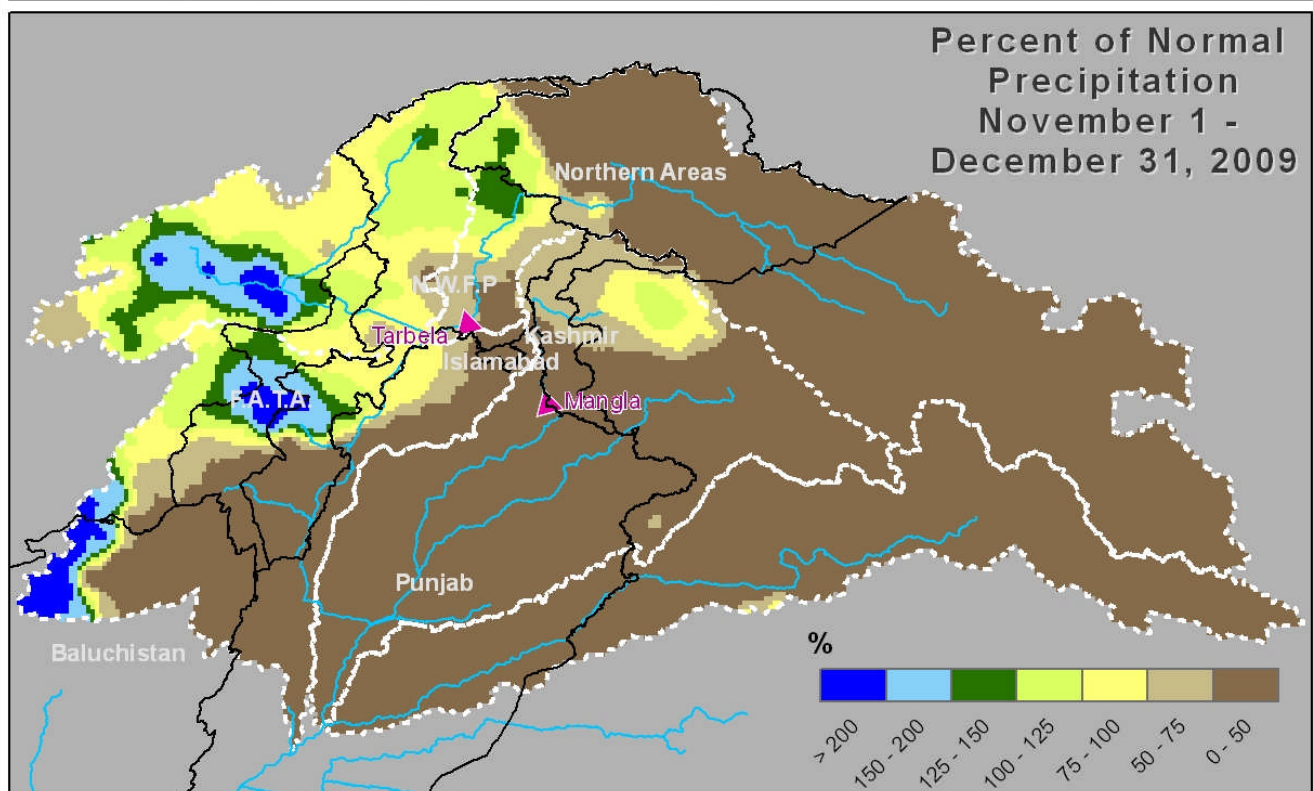 Percent of Normal
Precipitation
November 1 -
December 31, 2009
Northern Areas
N.W.F.P
Tarbela
Kashmir
Islamabad
F.A.T.A
Mangla
Punjab
Baluchistan
%
> 200
150 - 200
125 - 150
100 - 125
75 - 100
50 - 75
0 - 50